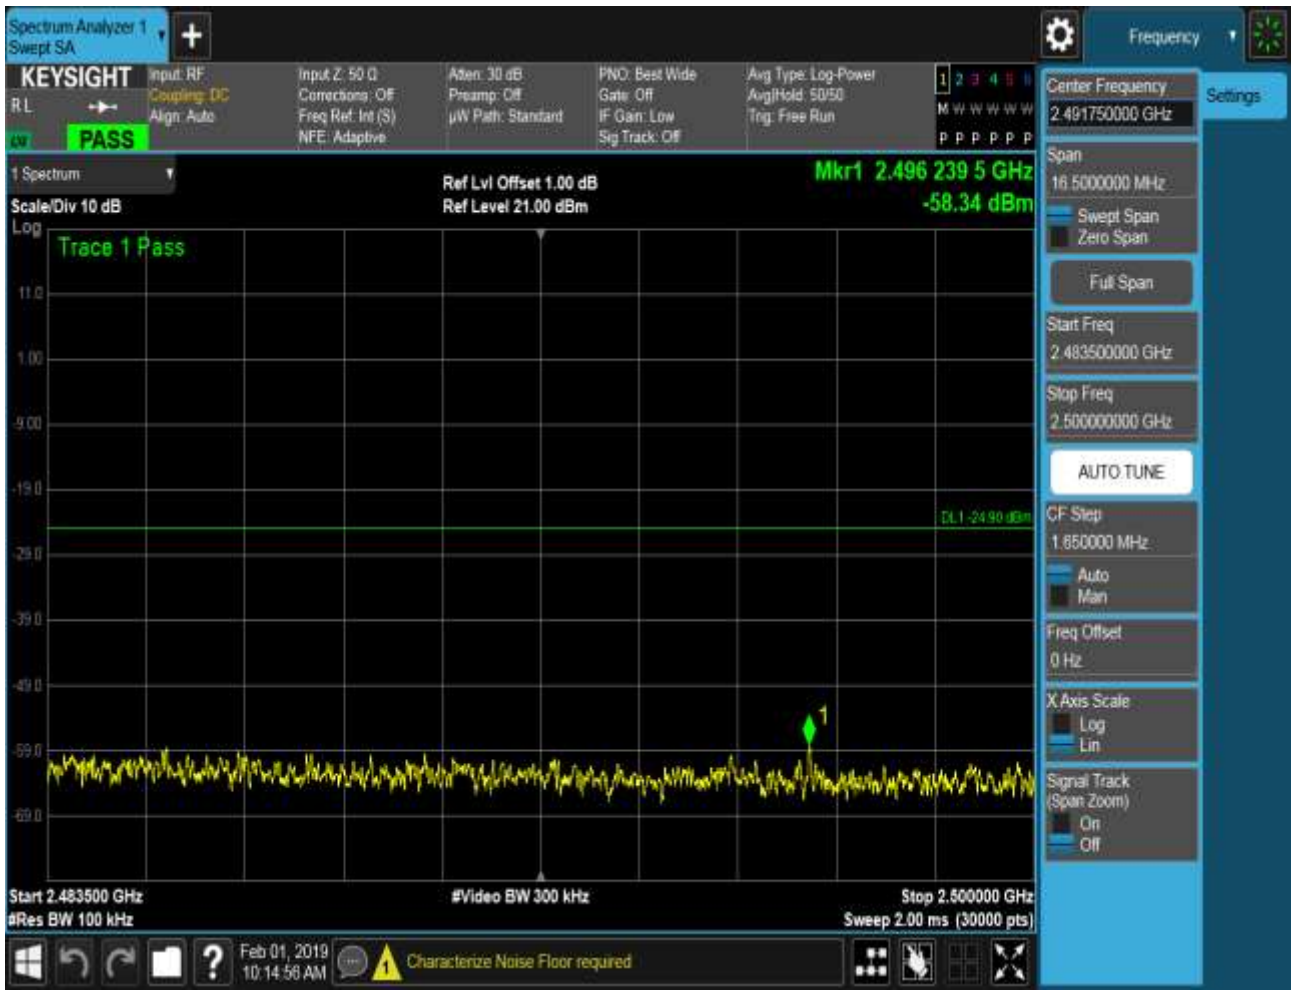 Spectrum Analyzer 1
Swept SA
+
Frequency
KEYSIGHT
R L
PASS
Input: RF
Coupling: DC
Align: Auto
Input Z: 50 Ω
Corrections: Off
Freq Ref: Int (S)
NFE: Adaptive
Atten: 30 dB
Preamp: Off
µW Path: Standard
PNO: Best Wide
Gate: Off
IF Gain: Low
Sig Track: Off
Avg Type: Log-Power
Avg|Hold: 50/50
Trig: Free Run
1 2 3 4 5 6
M W W W W W
P P P P P P
1 Spectrum
Scale/Div 10 dB
Ref Lvl Offset 1.00 dB
Ref Level 21.00 dBm
Mkr1 2.496 239 5 GHz
-58.34 dBm
Log
Trace 1 Pass
11.0
1.00
-9.00
-19.0
DL1 -24.90 dBm
-29.0
-39.0
-49.0
1
-59.0
-69.0
Start 2.483500 GHz
#Video BW 300 kHz
Stop 2.500000 GHz
#Res BW 100 kHz
Sweep 2.00 ms (30000 pts)
?
Feb 01, 2019
10:14:56 AM
Characterize Noise Floor required
Center Frequency
2.491750000 GHz
Settings
Span
16.5000000 MHz
Swept Span
Zero Span
Full Span
Start Freq
2.483500000 GHz
Stop Freq
2.500000000 GHz
AUTO TUNE
CF Step
1.650000 MHz
Auto
Man
Freq Offset
0 Hz
X Axis Scale
Log
Lin
Signal Track
(Span Zoom)
On
Off